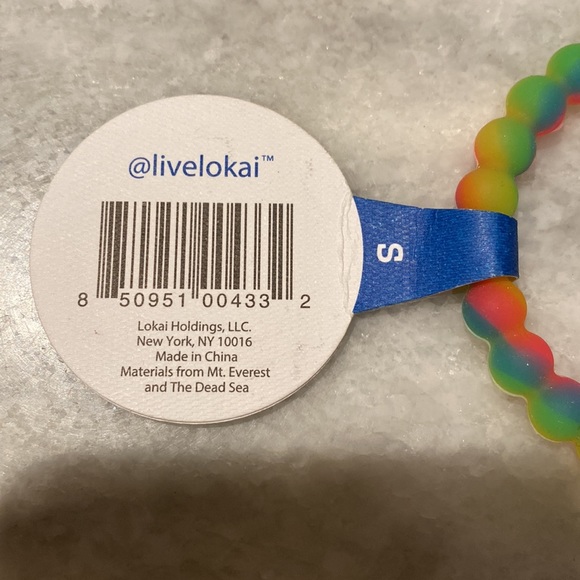 @livelokai™
S
8 50951 00433 2
Lokai Holdings, LLC.
New York, NY 10016
Made in China
Materials from Mt. Everest
and The Dead Sea